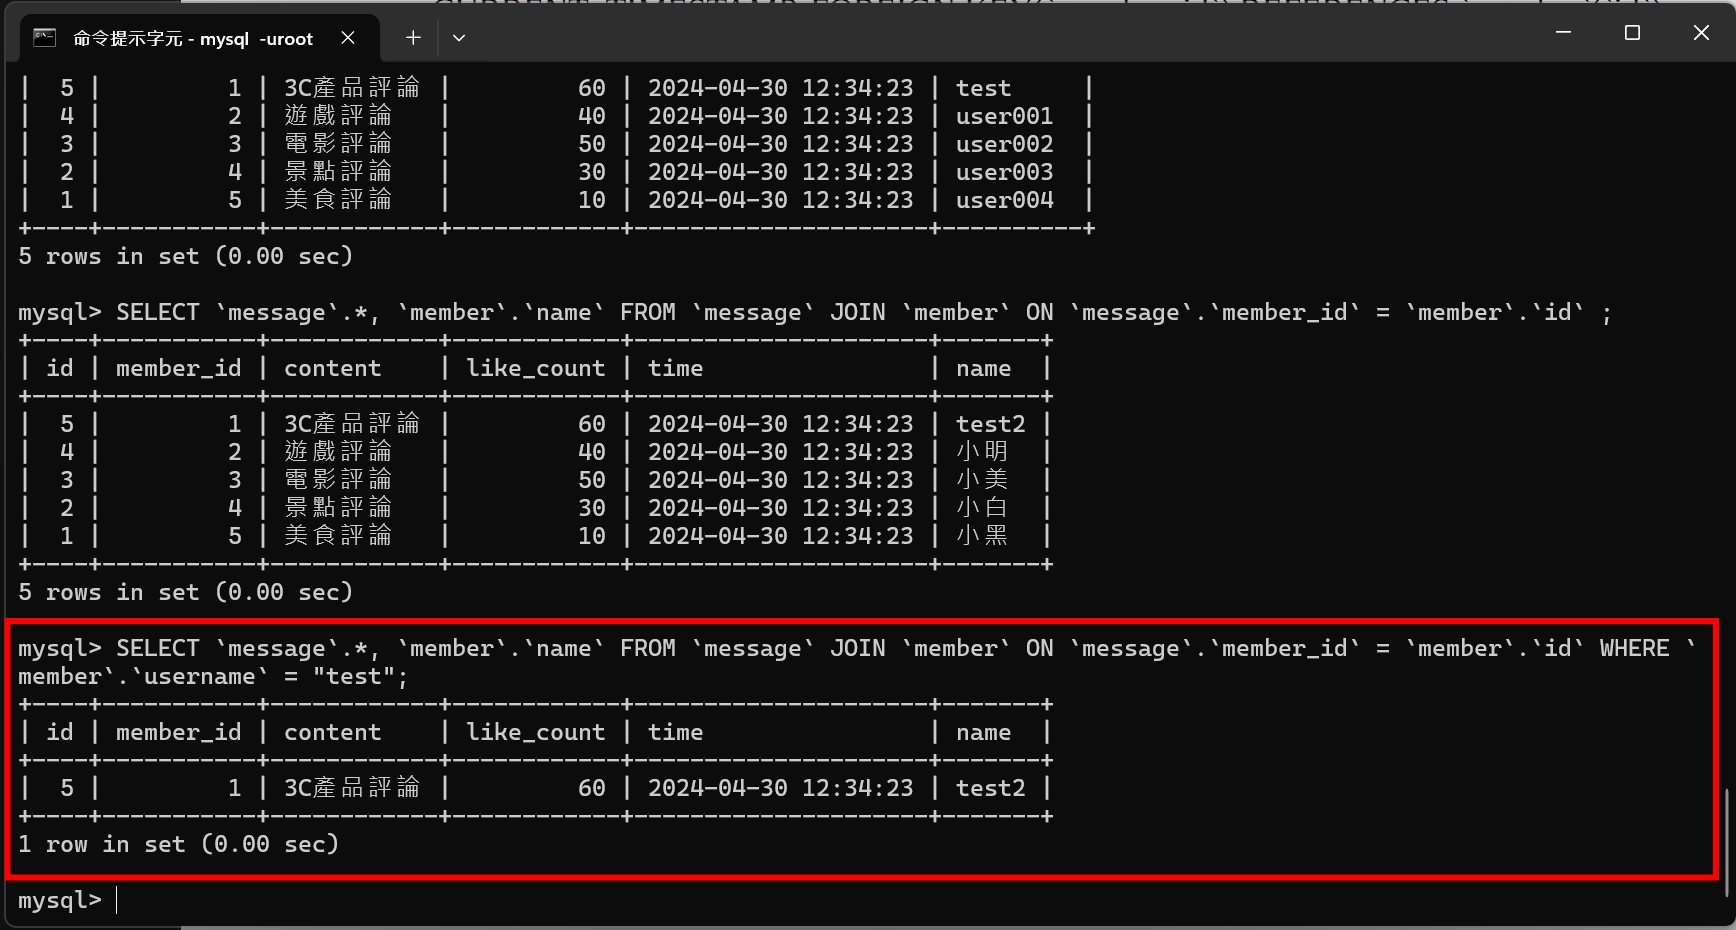 命令提示字元 - mysql  -uroot
|  5 |         1 | 3C產品評論 |         60 | 2024-04-30 12:34:23 | test     |
|  4 |         2 | 遊戲評論   |         40 | 2024-04-30 12:34:23 | user001  |
|  3 |         3 | 電影評論   |         50 | 2024-04-30 12:34:23 | user002  |
|  2 |         4 | 景點評論   |         30 | 2024-04-30 12:34:23 | user003  |
|  1 |         5 | 美食評論   |         10 | 2024-04-30 12:34:23 | user004  |
+----+-----------+------------+------------+---------------------+----------+
5 rows in set (0.00 sec)
mysql> SELECT `message`.*, `member`.`name` FROM `message` JOIN `member` ON `message`.`member_id` = `member`.`id` ;
+----+-----------+------------+------------+---------------------+-------+
| id | member_id | content    | like_count | time                | name  |
+----+-----------+------------+------------+---------------------+-------+
|  5 |         1 | 3C產品評論 |         60 | 2024-04-30 12:34:23 | test2 |
|  4 |         2 | 遊戲評論   |         40 | 2024-04-30 12:34:23 | 小明  |
|  3 |         3 | 電影評論   |         50 | 2024-04-30 12:34:23 | 小美  |
|  2 |         4 | 景點評論   |         30 | 2024-04-30 12:34:23 | 小白  |
|  1 |         5 | 美食評論   |         10 | 2024-04-30 12:34:23 | 小黑  |
+----+-----------+------------+------------+---------------------+-------+
5 rows in set (0.00 sec)
mysql> SELECT `message`.*, `member`.`name` FROM `message` JOIN `member` ON `message`.`member_id` = `member`.`id` WHERE `
member`.`username` = "test";
+----+-----------+------------+------------+---------------------+-------+
| id | member_id | content    | like_count | time                | name  |
+----+-----------+------------+------------+---------------------+-------+
|  5 |         1 | 3C產品評論 |         60 | 2024-04-30 12:34:23 | test2 |
+----+-----------+------------+------------+---------------------+-------+
1 row in set (0.00 sec)
mysql>